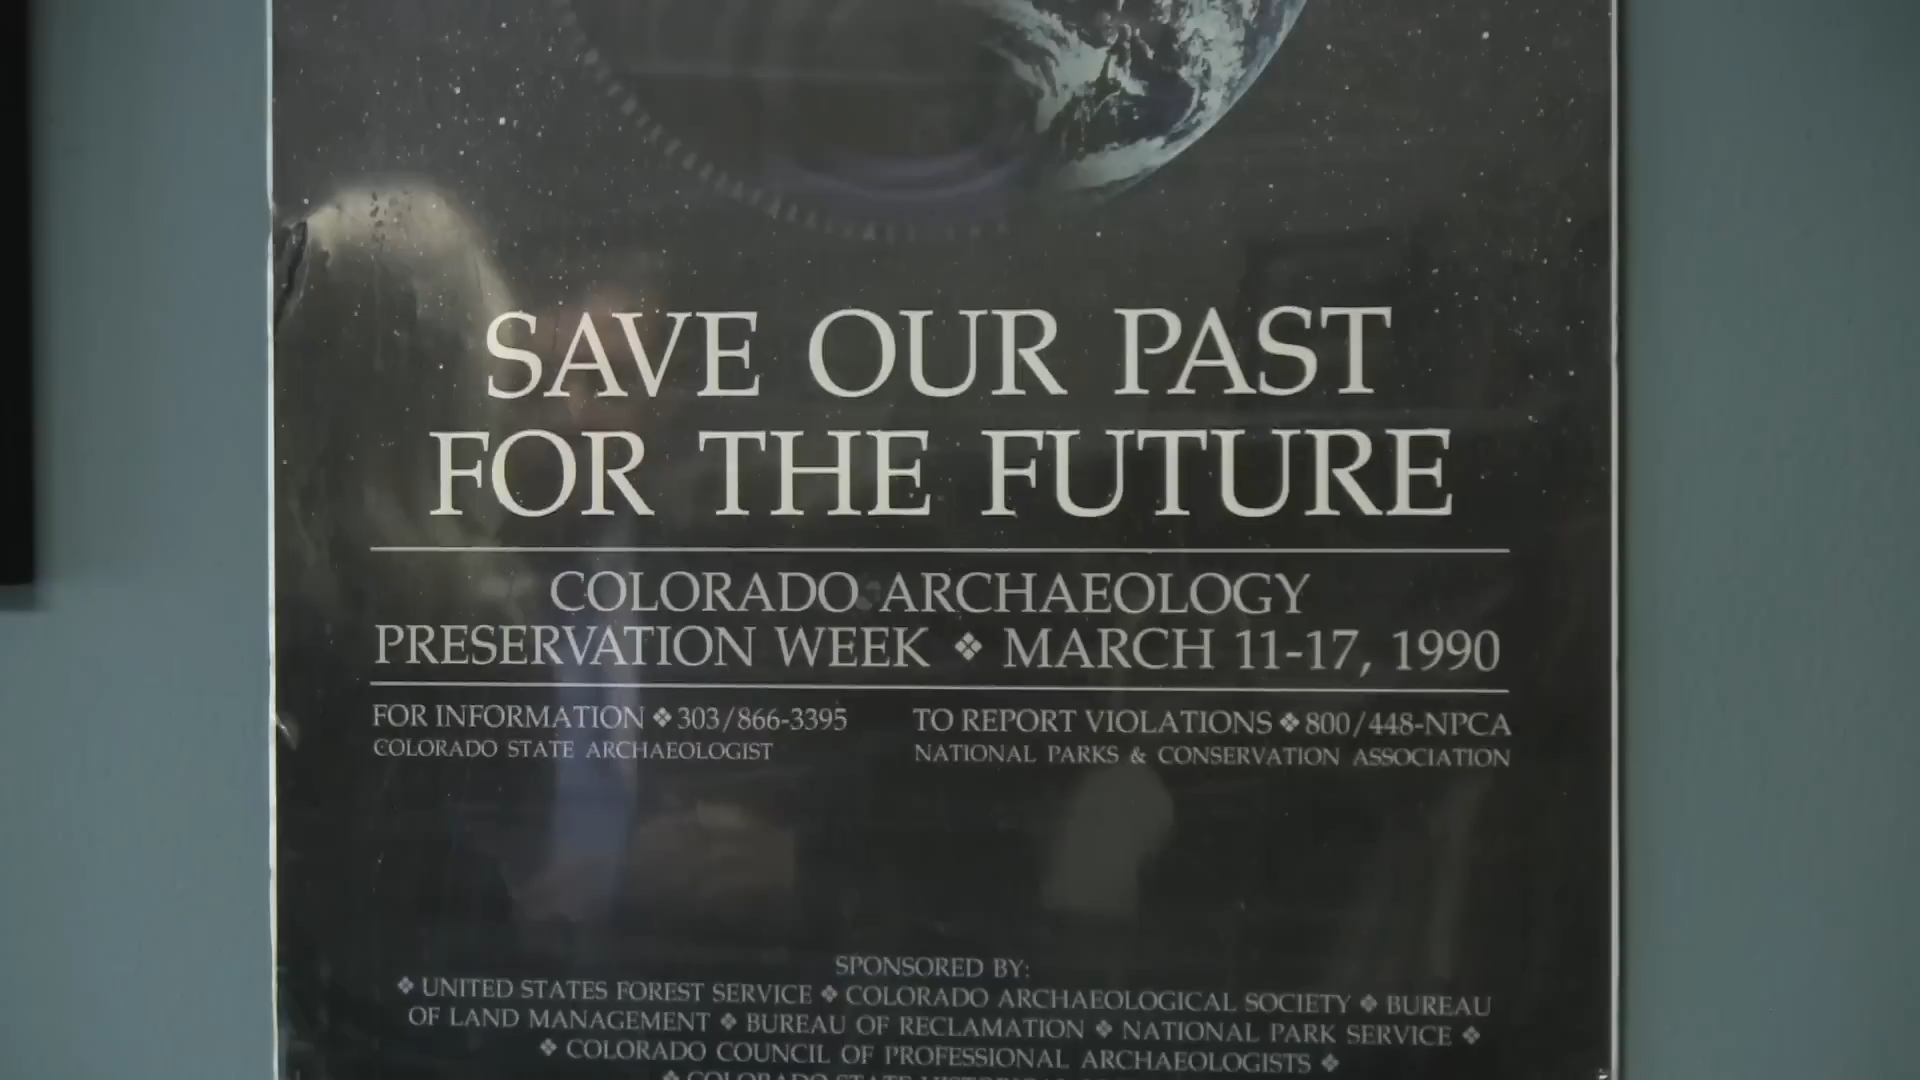 SAVE OUR PAST
FOR THE FUTURE
COLORADO ARCHAEOLOGY
PRESERVATION WEEK ❖ MARCH 11-17, 1990
FOR INFORMATION ❖ 303/866-3395
COLORADO STATE ARCHAEOLOGIST
TO REPORT VIOLATIONS ❖ 800/448-NPCA
NATIONAL PARKS & CONSERVATION ASSOCIATION
SPONSORED BY:
❖ UNITED STATES FOREST SERVICE ❖ COLORADO ARCHAEOLOGICAL SOCIETY ❖ BUREAU
OF LAND MANAGEMENT ❖ BUREAU OF RECLAMATION ❖ NATIONAL PARK SERVICE ❖
❖ COLORADO COUNCIL OF PROFESSIONAL ARCHAEOLOGISTS ❖
❖ COLORADO STATE